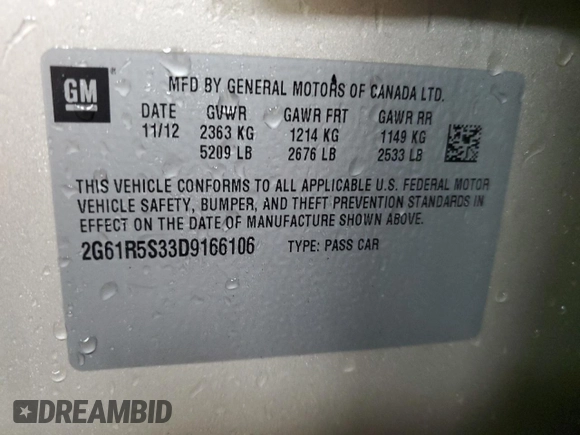 GM
MFD BY GENERAL MOTORS OF CANADA LTD.
DATE GVWR GAWR FRT GAWR RR
11/12 2363 KG 1214 KG 1149 KG
5209 LB 2676 LB 2533 LB
THIS VEHICLE CONFORMS TO ALL APPLICABLE U.S. FEDERAL MOTOR
VEHICLE SAFETY, BUMPER, AND THEFT PREVENTION STANDARDS IN
EFFECT ON THE DATE OF MANUFACTURE SHOWN ABOVE.
2G61R5S33D9166106 TYPE: PASS CAR
DREAMBID